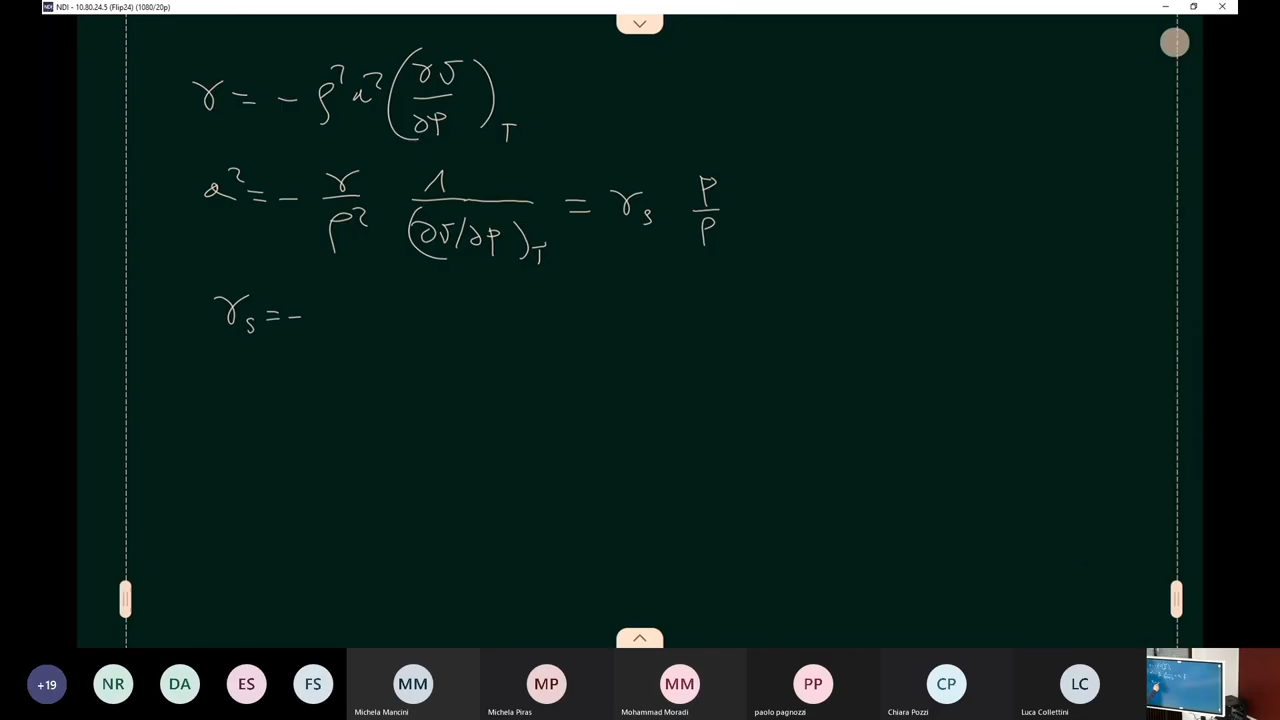 NDI - 10.80.24.5 (Flip24) (1080/20p)
γ = - ρ² a² (∂v/∂P)_T
a² = - γ/ρ² 1/(∂v/∂p)_T = γ_s P/ρ
γ_s = -
+19 NR DA ES FS MM MP MM PP CP LC
Michela Mancini Michela Piras Mohammad Moradi paolo pagnozzi Chiara Pozzi Luca Collettini